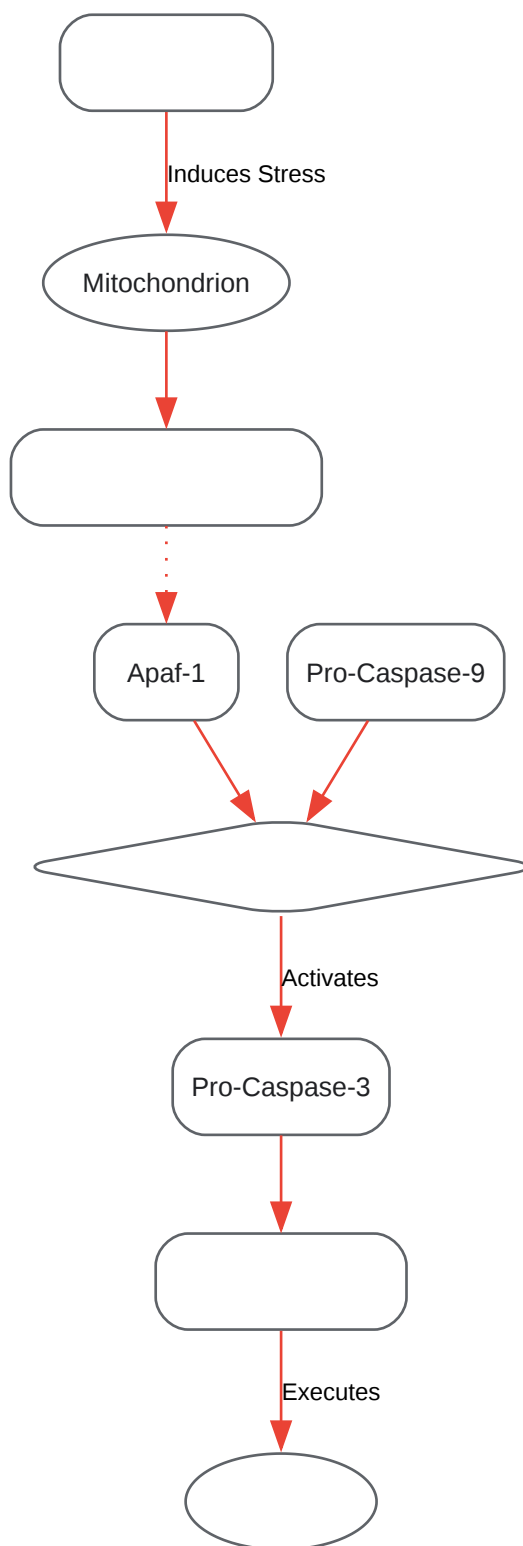 Induces Stress
Mitochondrion
Apaf-1
Pro-Caspase-9
Activates
Pro-Caspase-3
Executes